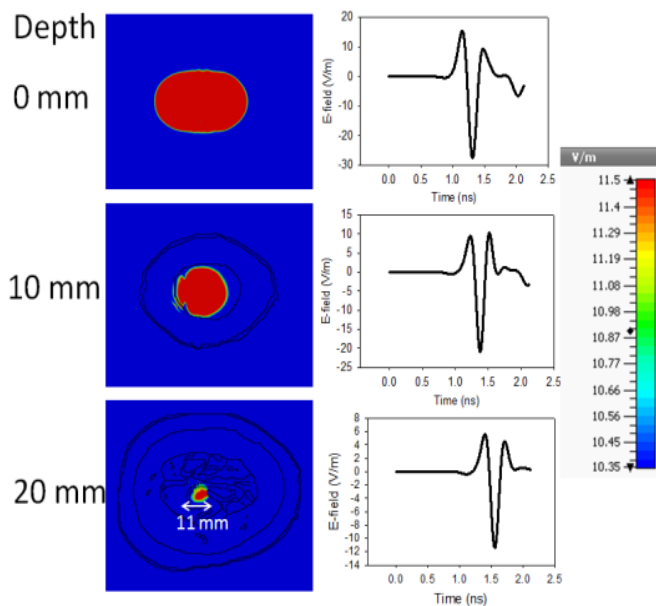 Depth
0 mm
20
10
0
-10
-20
-30
E-field (V/m)
0.0 0.5 1.0 1.5 2.0 2.5
Time (ns)
10 mm
15
10
5
0
-5
-10
-15
-20
-25
E-field (V/m)
0.0 0.5 1.0 1.5 2.0 2.5
Time (ns)
20 mm
11 mm
8
6
4
2
0
-2
-4
-6
-8
-10
-12
-14
E-field (V/m)
0.0 0.5 1.0 1.5 2.0 2.5
Time (ns)
V/m
11.5
11.4
11.29
11.08
10.98
10.87
10.77
10.66
10.56
10.45
10.35